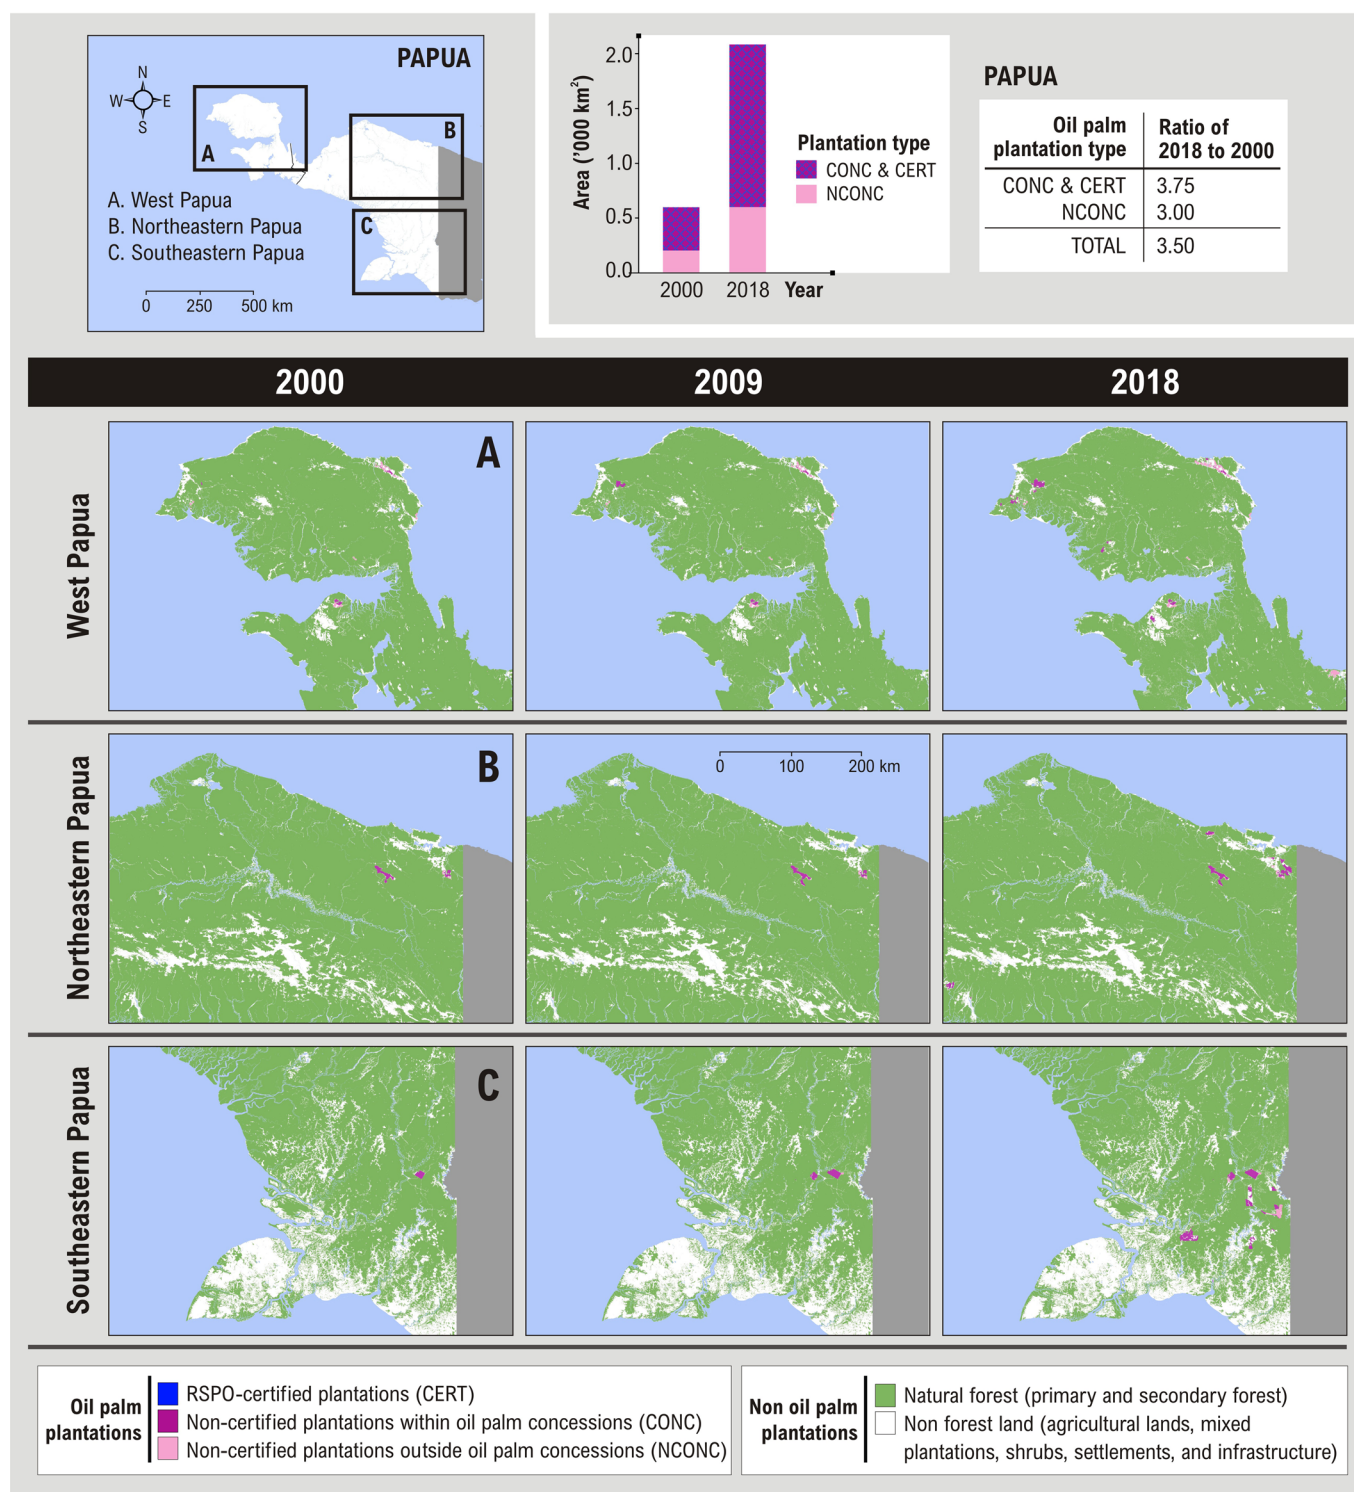 PAPUA
N
W E
S
A
B
C
A. West Papua
B. Northeastern Papua
C. Southeastern Papua
0 250 500 km
Area ('000 km²)
2.0
1.5
1.0
0.5
0.0
2000 2018 Year
Plantation type
CONC & CERT
NCONC
PAPUA
Oil palm plantation type
Ratio of 2018 to 2000
CONC & CERT 3.75
NCONC 3.00
TOTAL 3.50
2000 2009 2018
West Papua
A
Northeastern Papua
B
0 100 200 km
Southeastern Papua
C
Oil palm
plantations
RSPO-certified plantations (CERT)
Non-certified plantations within oil palm concessions (CONC)
Non-certified plantations outside oil palm concessions (NCONC)
Non oil palm
plantations
Natural forest (primary and secondary forest)
Non forest land (agricultural lands, mixed
plantations, shrubs, settlements, and infrastructure)